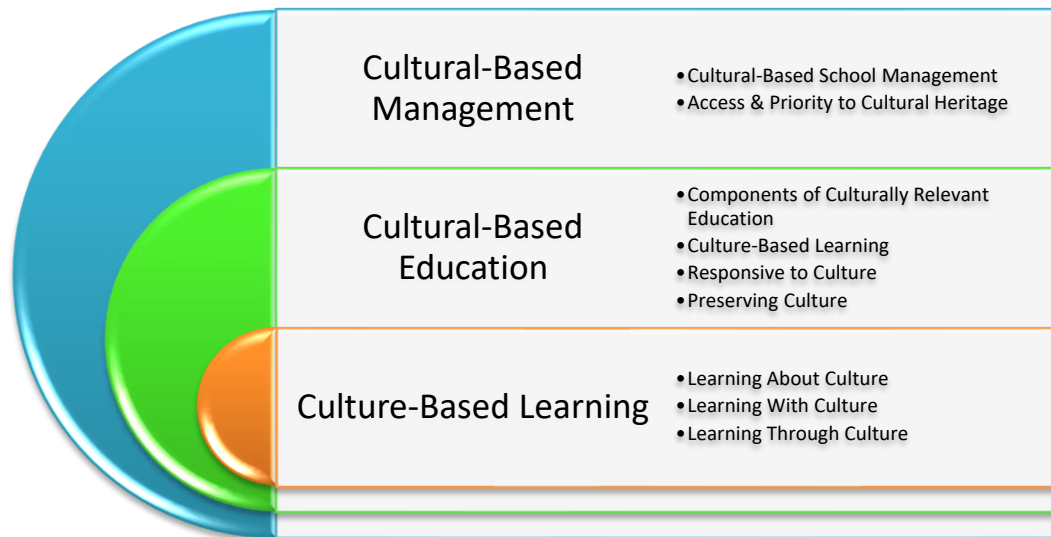 Cultural-Based
Management
•Cultural-Based School Management
•Access & Priority to Cultural Heritage
Cultural-Based
Education
•Components of Culturally Relevant
Education
•Culture-Based Learning
•Responsive to Culture
•Preserving Culture
Culture-Based Learning
•Learning About Culture
•Learning With Culture
•Learning Through Culture